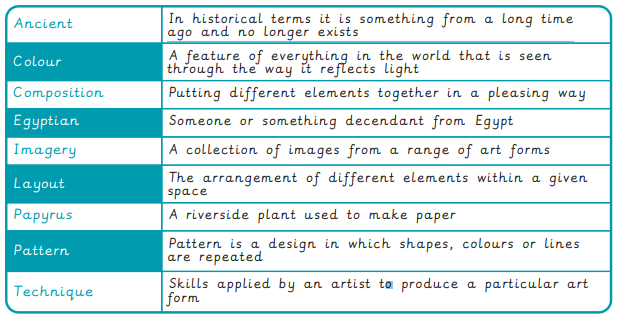 Ancient
In historical terms it is something from a long time
ago and no longer exists
Colour
A feature of everything in the world that is seen
through the way it reflects light
Composition
Putting different elements together in a pleasing way
Egyptian
Someone or something decendant from Egypt
Imagery
A collection of images from a range of art forms
Layout
The arrangement of different elements within a given
space
Papyrus
A riverside plant used to make paper
Pattern
Pattern is a design in which shapes, colours or lines
are repeated
Technique
Skills applied by an artist to produce a particular art
form